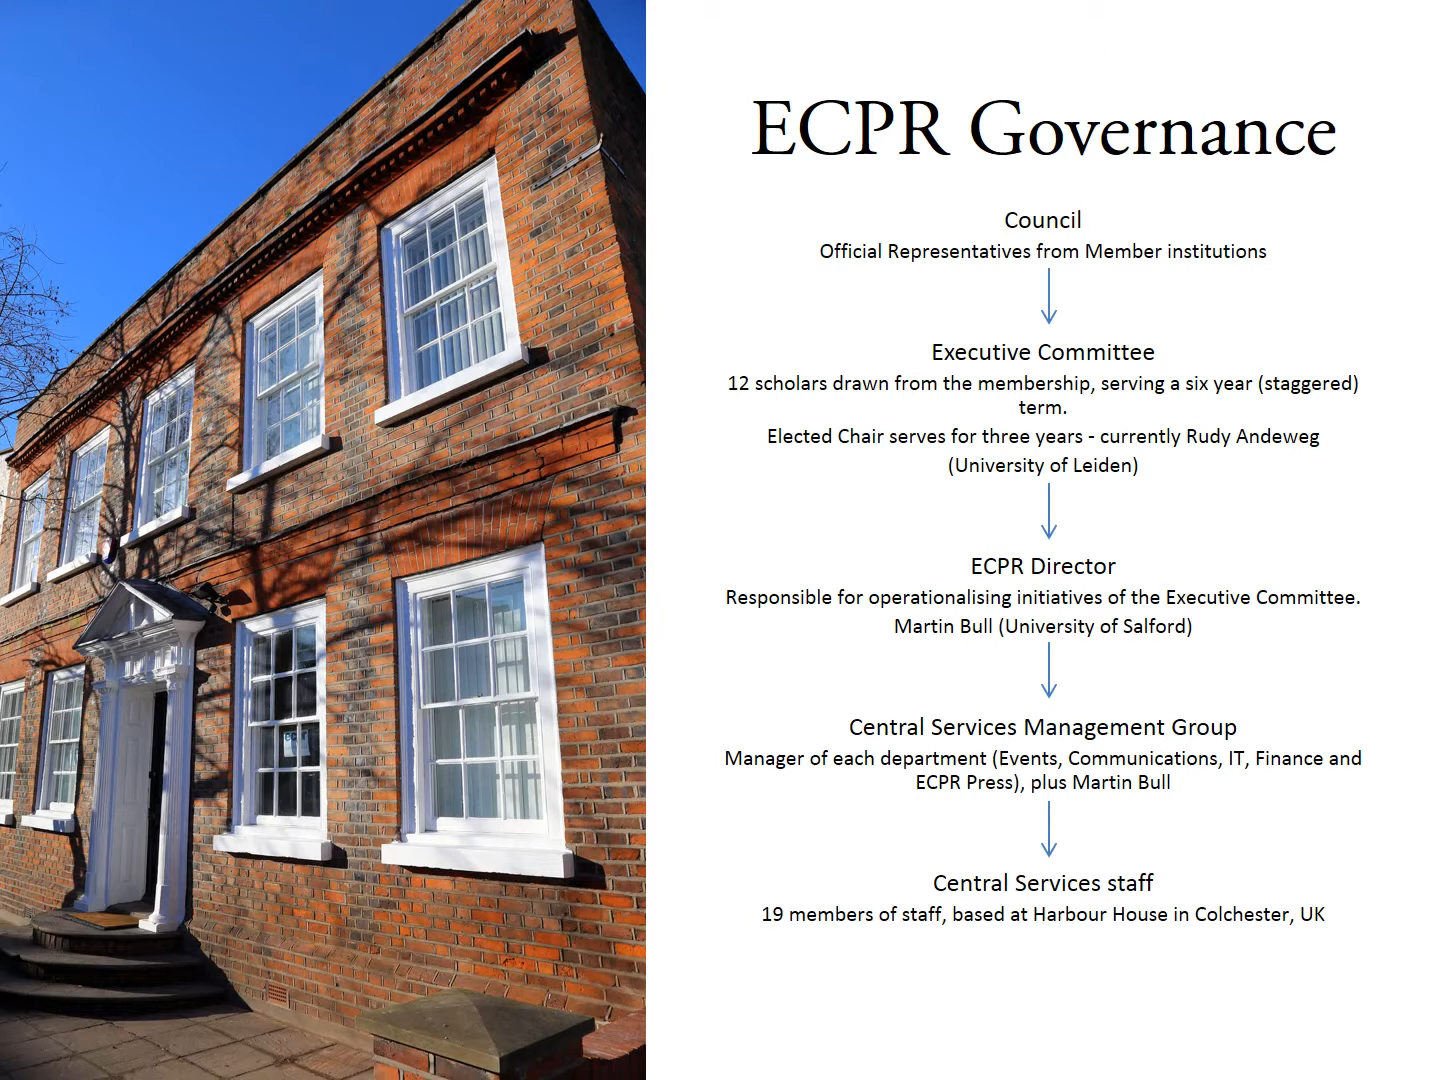 ECPR Governance
Council
Official Representatives from Member institutions
Executive Committee
12 scholars drawn from the membership, serving a six year (staggered)
term.
Elected Chair serves for three years - currently Rudy Andeweg
(University of Leiden)
ECPR Director
Responsible for operationalising initiatives of the Executive Committee.
Martin Bull (University of Salford)
Central Services Management Group
Manager of each department (Events, Communications, IT, Finance and
ECPR Press), plus Martin Bull
Central Services staff
19 members of staff, based at Harbour House in Colchester, UK
ecpr